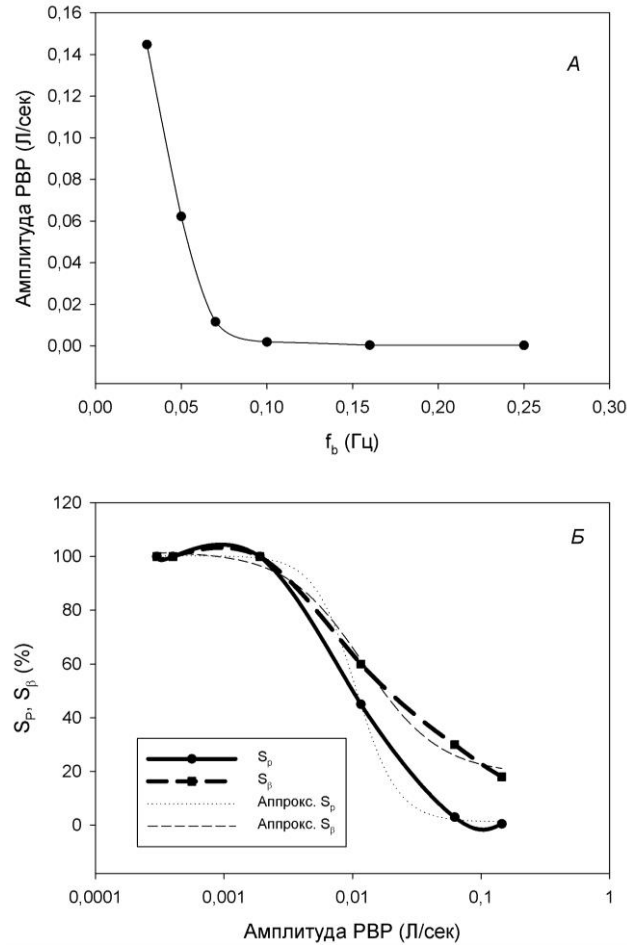 0,16
А
0,14
0,12
0,10
0,08
0,06
0,04
0,02
0,00
Амплитуда РВР (Л/сек)
0,00 0,05 0,10 0,15 0,20 0,25 0,30
f_b (Гц)
120
Б
100
80
60
40
20
0
S_P, S_β (%)
S_p
S_β
Аппрокс. S_p
Аппрокс. S_β
0,0001 0,001 0,01 0,1 1
Амплитуда РВР (Л/сек)